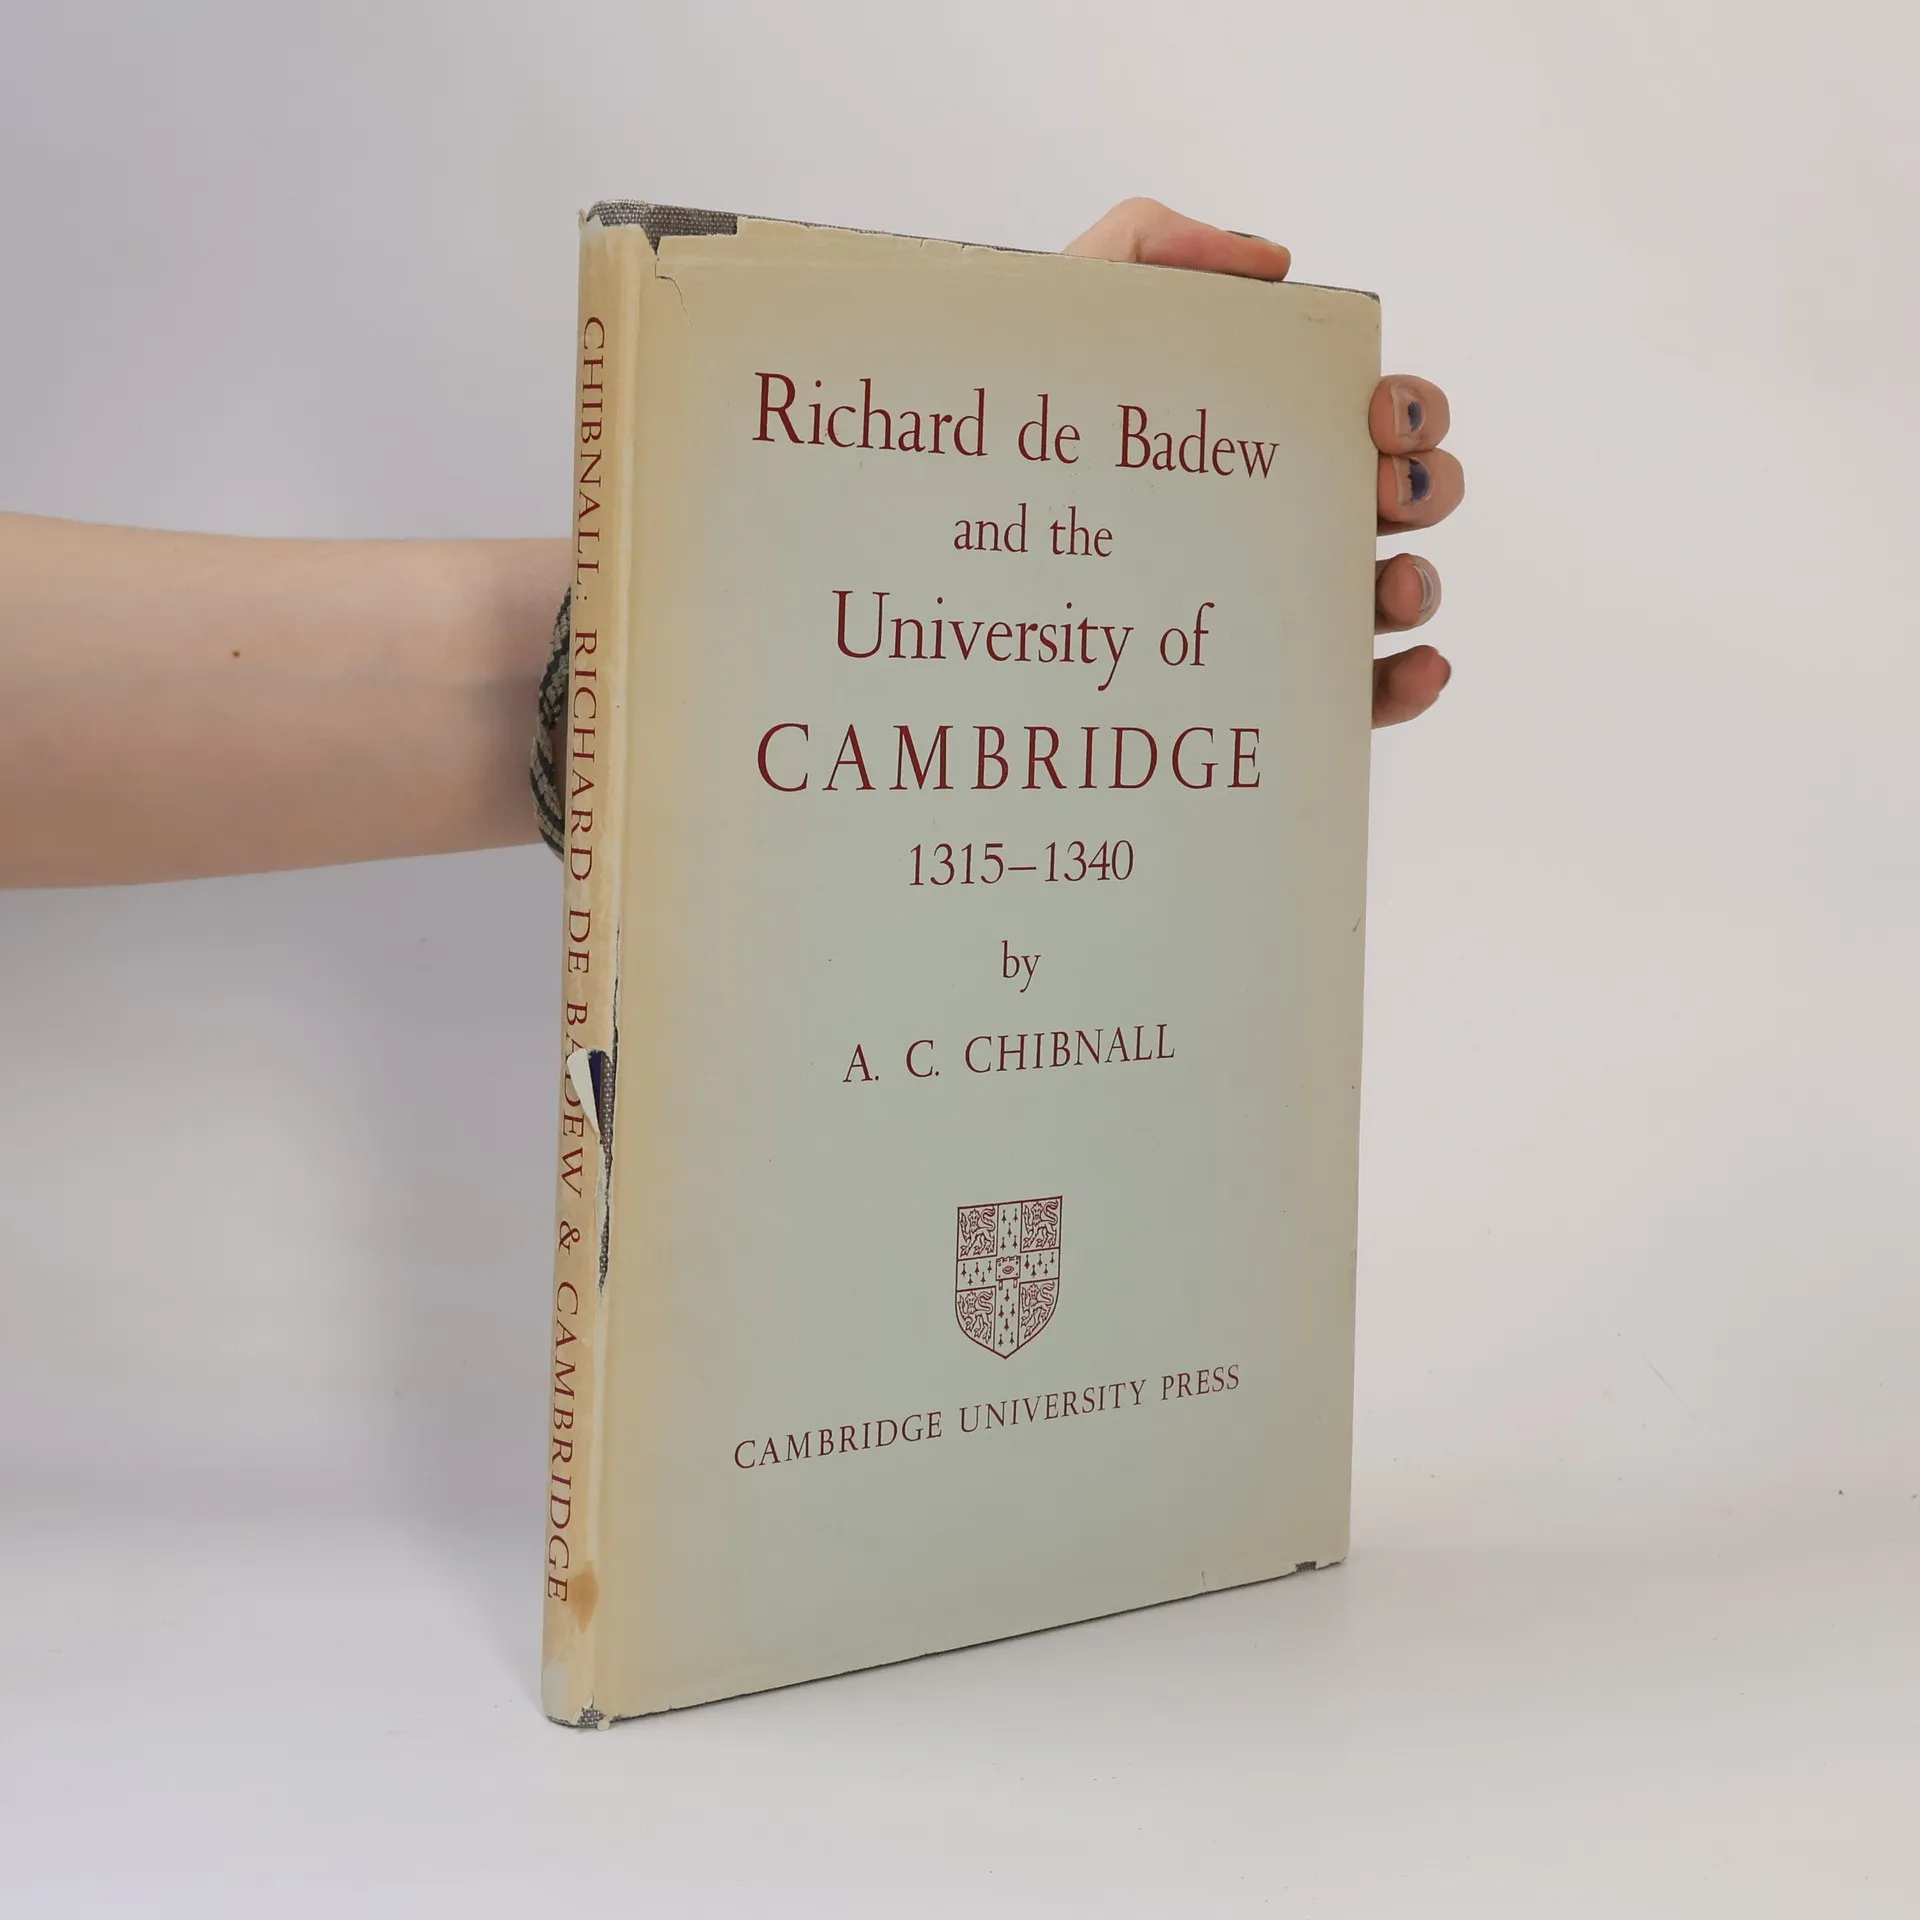 CHIBNALL: RICHARD DE BADEW & CAMBRIDGE
Richard de Badew
and the
University of
CAMBRIDGE
1315–1340
by
A. C. CHIBNALL
CAMBRIDGE UNIVERSITY PRESS